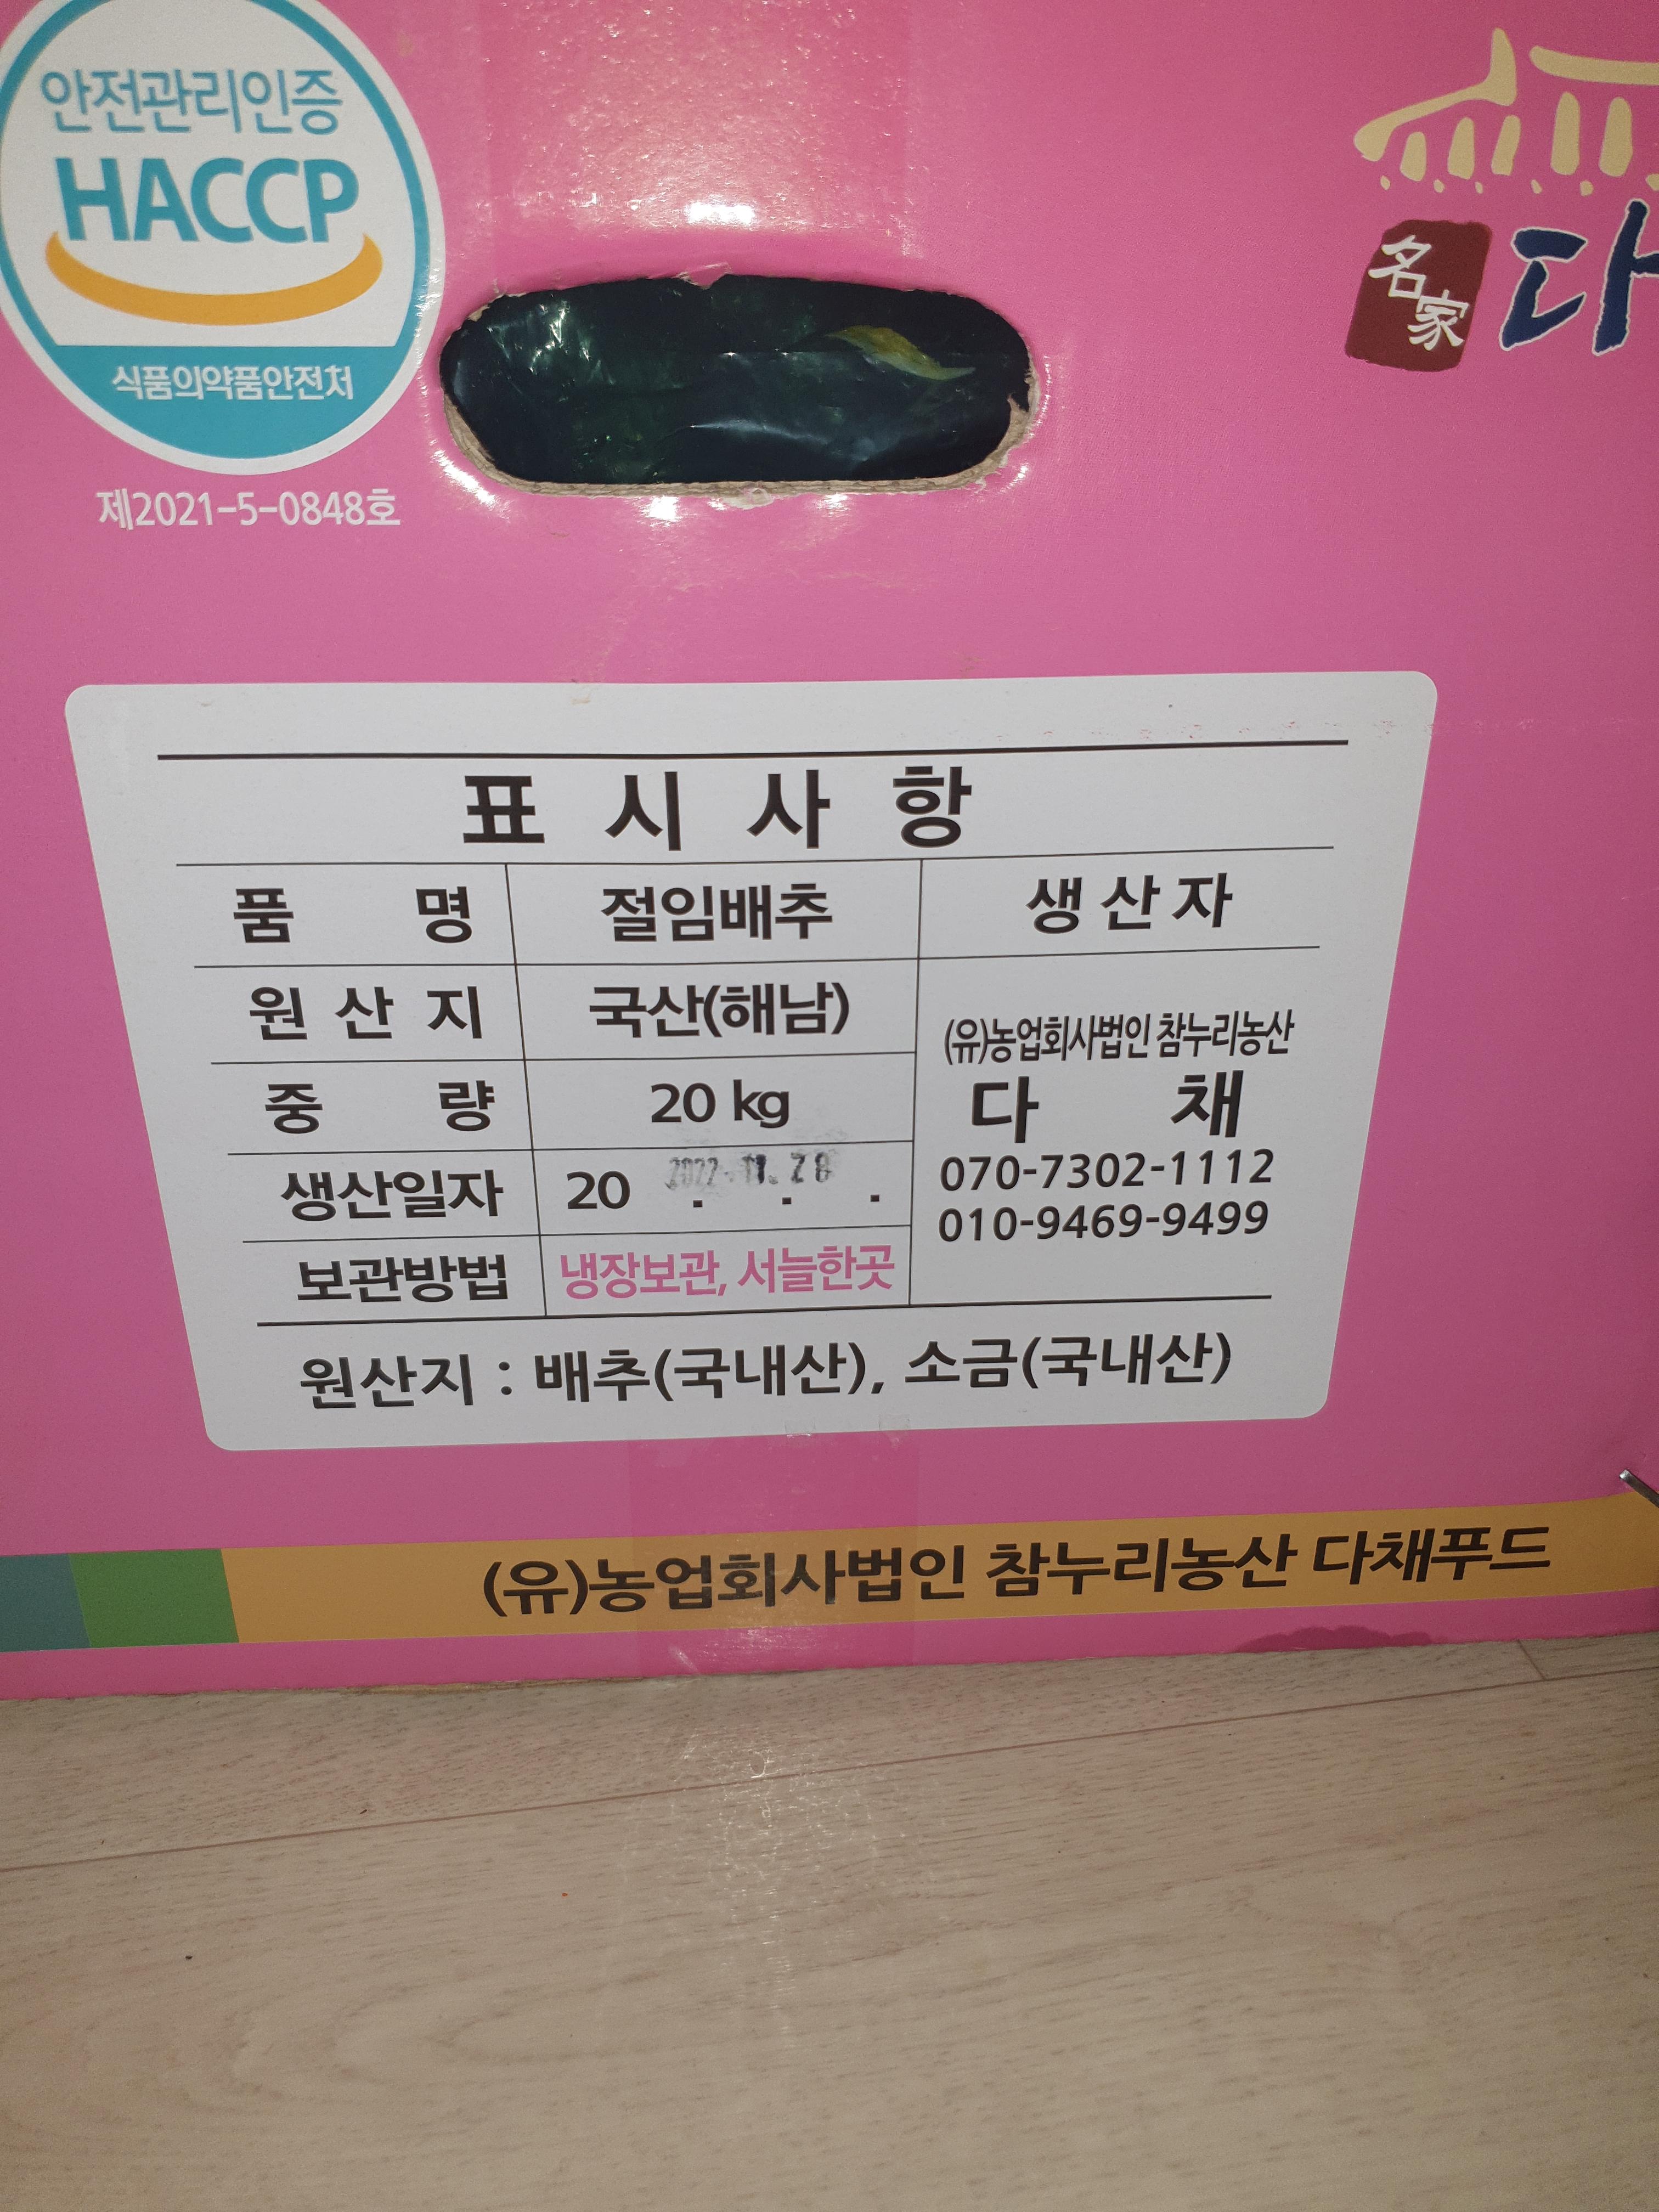 안전관리인증
HACCP
식품의약품안전처
제2021-5-0848호
名家 다
표시사항
품명 절임배추 생산자
원산지 국산(해남)
(유)농업회사법인 참누리농산
중량 20 kg
다채
생산일자 20 . . .
2022. 11. 28
070-7302-1112
010-9469-9499
보관방법 냉장보관, 서늘한곳
원산지 : 배추(국내산), 소금(국내산)
(유)농업회사법인 참누리농산 다채푸드